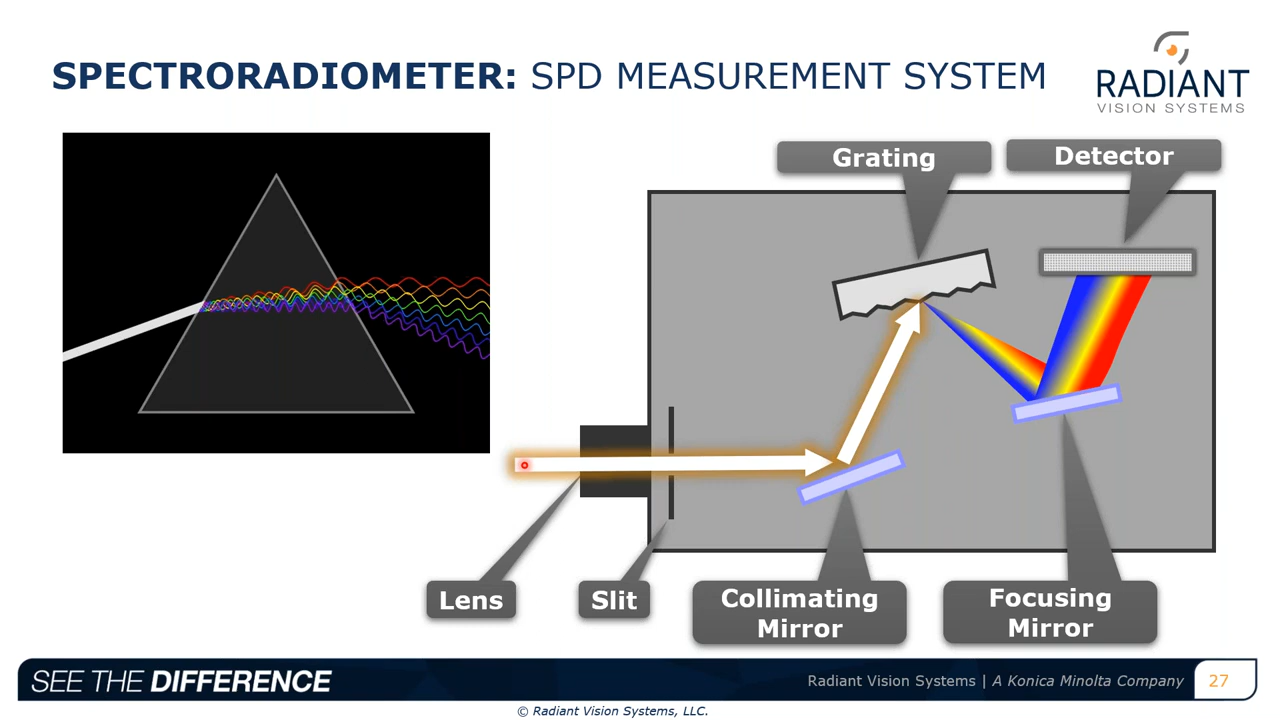 SPECTRORADIOMETER: SPD MEASUREMENT SYSTEM
RADIANT
VISION SYSTEMS
Grating
Detector
Lens
Slit
Collimating
Mirror
Focusing
Mirror
SEE THE DIFFERENCE
Radiant Vision Systems | A Konica Minolta Company
27
© Radiant Vision Systems, LLC.